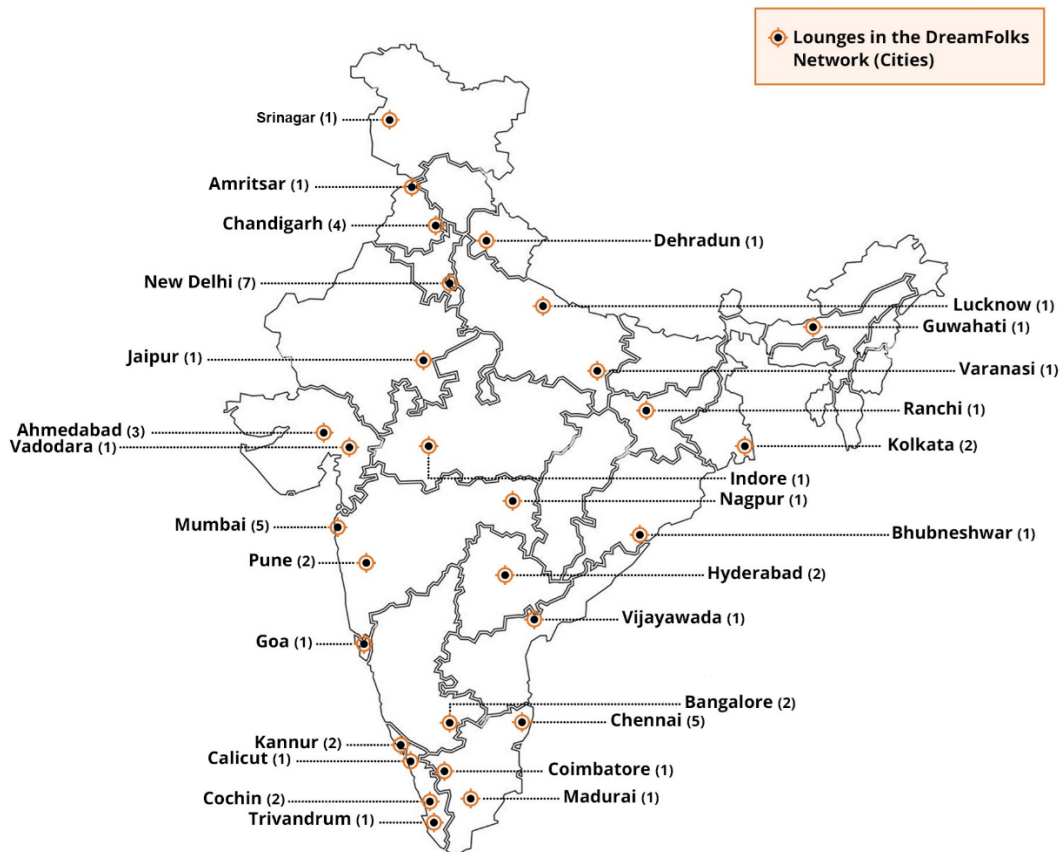 Lounges in the DreamFolks
Network (Cities)
Srinagar (1)
Amritsar (1)
Chandigarh (4)
Dehradun (1)
New Delhi (7)
Lucknow (1)
Guwahati (1)
Jaipur (1)
Varanasi (1)
Ranchi (1)
Ahmedabad (3)
Vadodara (1)
Kolkata (2)
Indore (1)
Nagpur (1)
Mumbai (5)
Bhubneshwar (1)
Pune (2)
Hyderabad (2)
Vijayawada (1)
Goa (1)
Bangalore (2)
Chennai (5)
Kannur (2)
Calicut (1)
Coimbatore (1)
Cochin (2)
Madurai (1)
Trivandrum (1)